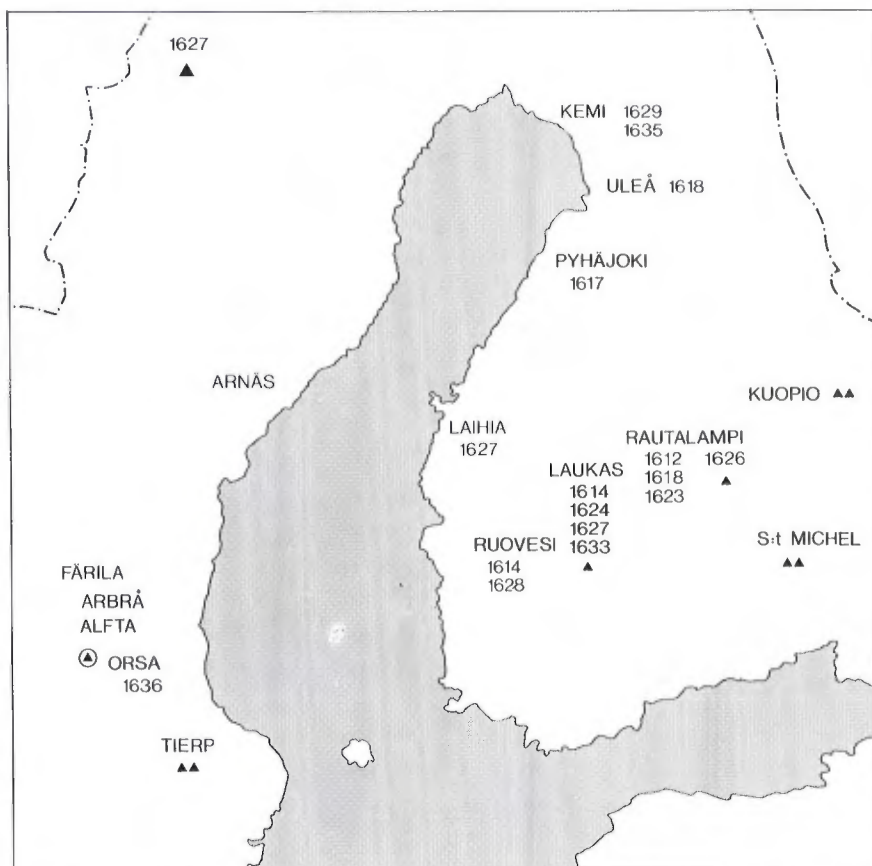 1627
KEMI 1629
1635
ULEÅ 1618
PYHÄJOKI
1617
ARNÄS
KUOPIO
LAIHIA
1627
RAUTALAMPI
1612 1626
1618
1623
LAUKAS
1614
1624
1627
1633
RUOVESI
1614
1628
S:t MICHEL
FÄRILA
ARBRÅ
ALFTA
ORSA
1636
TIERP